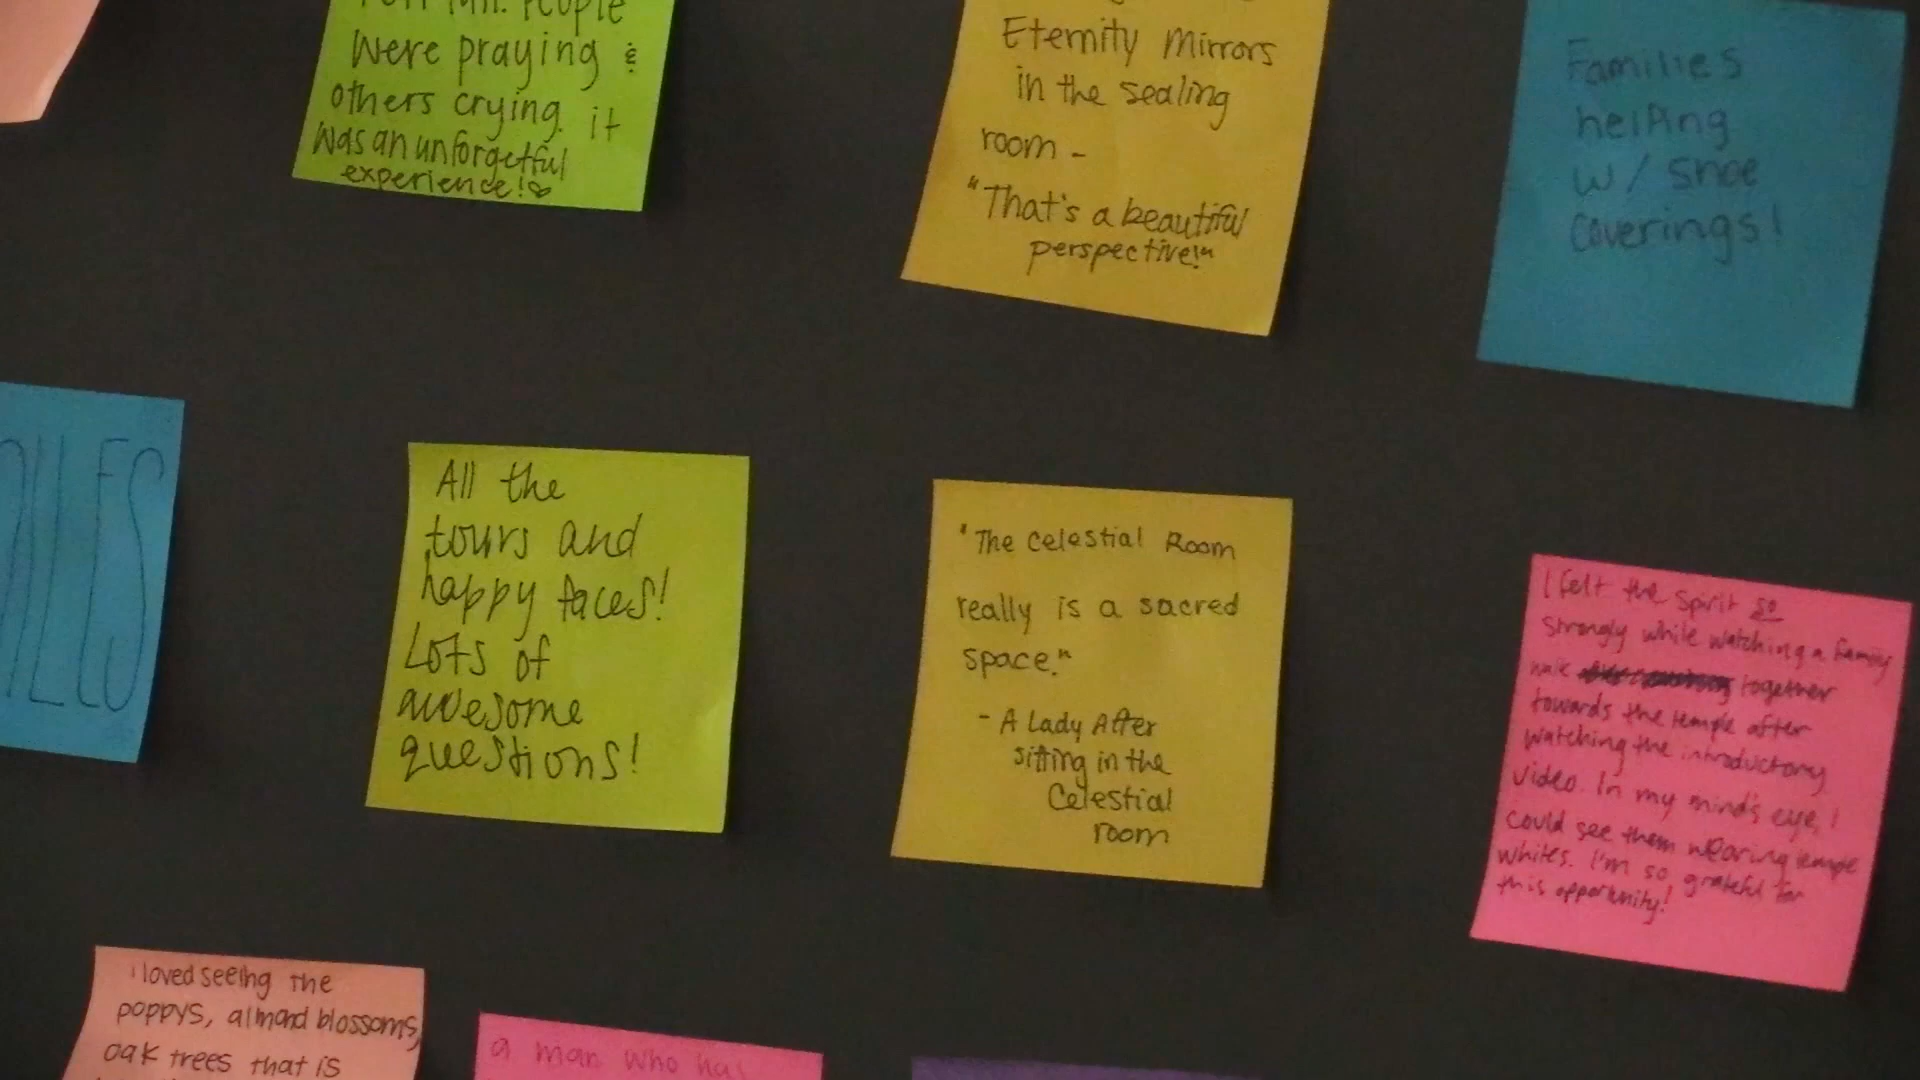 People
were praying &
others crying. it
was an unforgetful
experience!
Eternity Mirrors
in the sealing
room -
"That's a beautiful
perspective!"
Families
helping
w/ shoe
coverings!
All the
tours and
happy faces!
Lots of
awesome
questions!
"The Celestial Room
really is a sacred
space."
- A Lady After
sitting in the
Celestial
room
I felt the Spirit so
strongly while watching a family
walk together
towards the temple after
watching the introductory
video. In my mind's eye, I
could see them wearing temple
whites. I'm so grateful for
this opportunity!
i loved seeing the
poppys, almond blossoms,
oak trees that is
a man who has